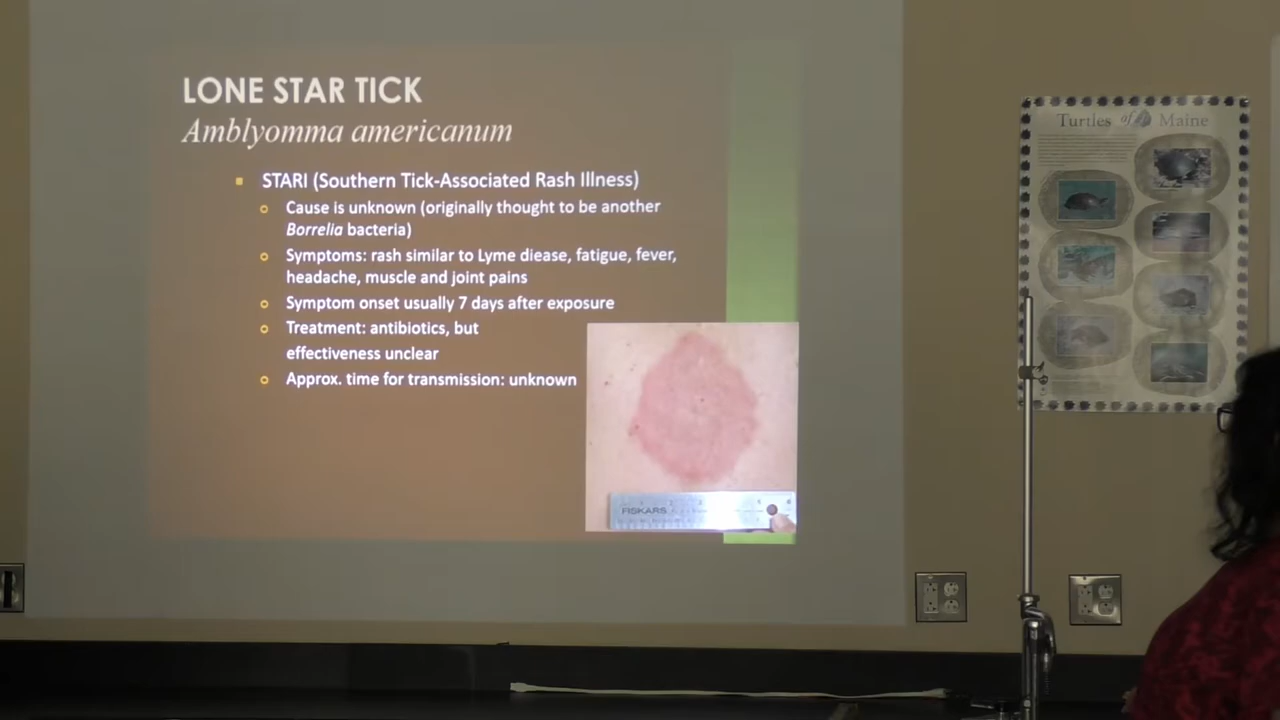 LONE STAR TICK
Amblyomma americanum
STARI (Southern Tick-Associated Rash Illness)
Cause is unknown (originally thought to be another
Borrelia bacteria)
Symptoms: rash similar to Lyme disease, fatigue, fever,
headache, muscle and joint pains
Symptom onset usually 7 days after exposure
Treatment: antibiotics, but
effectiveness unclear
Approx. time for transmission: unknown
FISKARS
Turtles of Maine